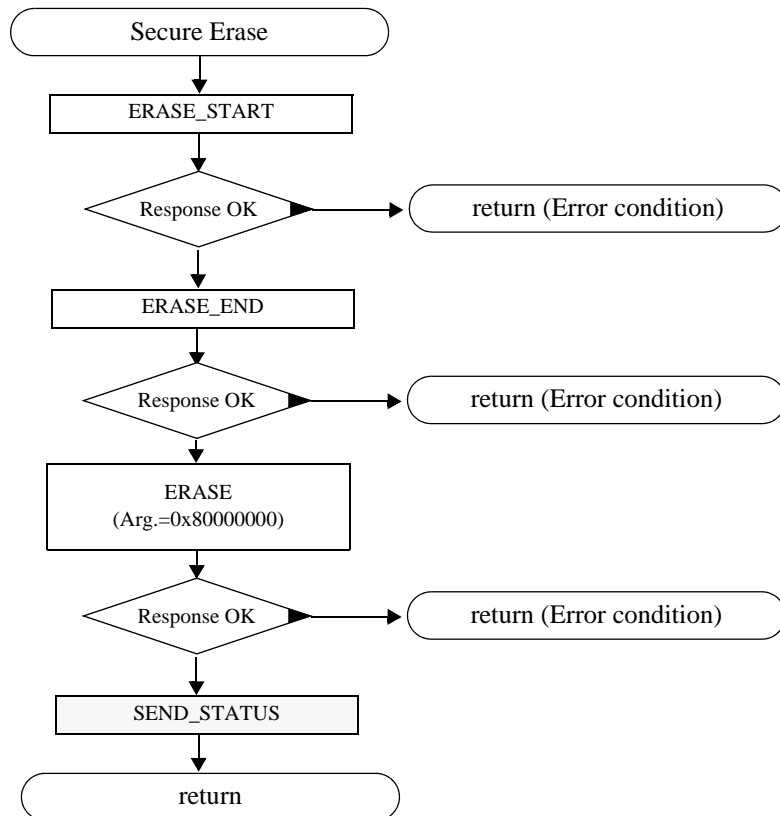 Secure Erase
ERASE_START
Response OK
return (Error condition)
ERASE_END
Response OK
return (Error condition)
ERASE
(Arg.=0x80000000)
Response OK
return (Error condition)
SEND_STATUS
return